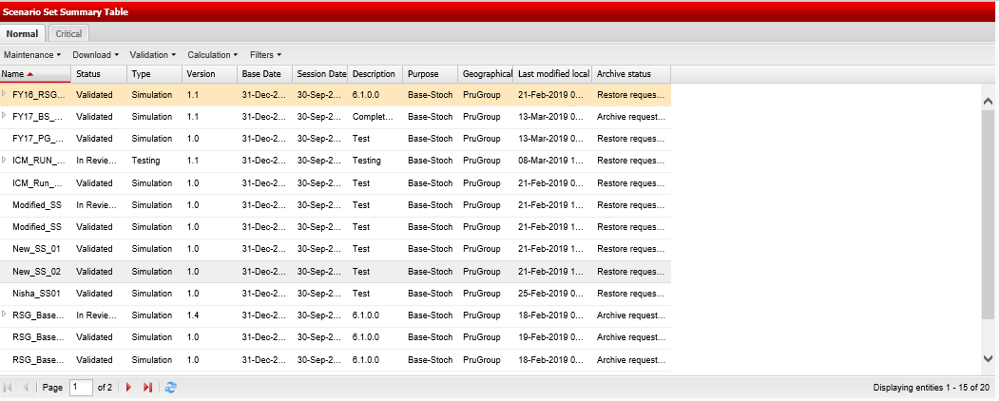 Scenario Set Summary Table
Normal Critical
Maintenance Download Validation Calculation Filters
Name Status Type Version Base Date Session Date Description Purpose Geographical Last modified local Archive status
FY16_RSG... Validated Simulation 1.1 31-Dec-2... 30-Sep-2... 6.1.0.0 Base-Stoch PruGroup 21-Feb-2019 0... Restore reques...
FY17_BS_... Validated Simulation 1.1 31-Dec-2... 30-Sep-2... Complet... Base-Stoch PruGroup 13-Mar-2019 0... Archive request...
FY17_PG_... Validated Simulation 1.0 31-Dec-2... 30-Sep-2... Test Base-Stoch PruGroup 13-Mar-2019 0... Restore reques...
ICM_RUN_... In Revie... Testing 1.1 31-Dec-2... 30-Sep-2... Testing Base-Stoch PruGroup 08-Mar-2019 1... Restore reques...
ICM_Run_... Validated Simulation 1.0 31-Dec-2... 30-Sep-2... Test Base-Stoch PruGroup 21-Feb-2019 0... Restore reques...
Modified_SS In Revie... Simulation 1.0 31-Dec-2... 30-Sep-2... Test Base-Stoch PruGroup 21-Feb-2019 1... Restore reques...
Modified_SS Validated Simulation 1.0 31-Dec-2... 30-Sep-2... Test Base-Stoch PruGroup 21-Feb-2019 1... Restore reques...
New_SS_01 Validated Simulation 1.0 31-Dec-2... 30-Sep-2... Test Base-Stoch PruGroup 21-Feb-2019 1... Restore reques...
New_SS_02 Validated Simulation 1.0 31-Dec-2... 30-Sep-2... Test Base-Stoch PruGroup 21-Feb-2019 1... Restore reques...
Nisha_SS01 Validated Simulation 1.0 31-Dec-2... 30-Sep-2... Test Base-Stoch PruGroup 25-Feb-2019 0... Restore reques...
RSG_Base... In Revie... Simulation 1.4 31-Dec-2... 30-Sep-2... 6.1.0.0 Base-Stoch PruGroup 18-Feb-2019 0... Archive request...
RSG_Base... Validated Simulation 1.0 31-Dec-2... 30-Sep-2... 6.1.0.0 Base-Stoch PruGroup 19-Feb-2019 0... Archive request...
RSG_Base... Validated Simulation 1.0 31-Dec-2... 30-Sep-2... 6.1.0.0 Base-Stoch PruGroup 18-Feb-2019 0... Archive request...
Page 1 of 2 Displaying entities 1 - 15 of 20